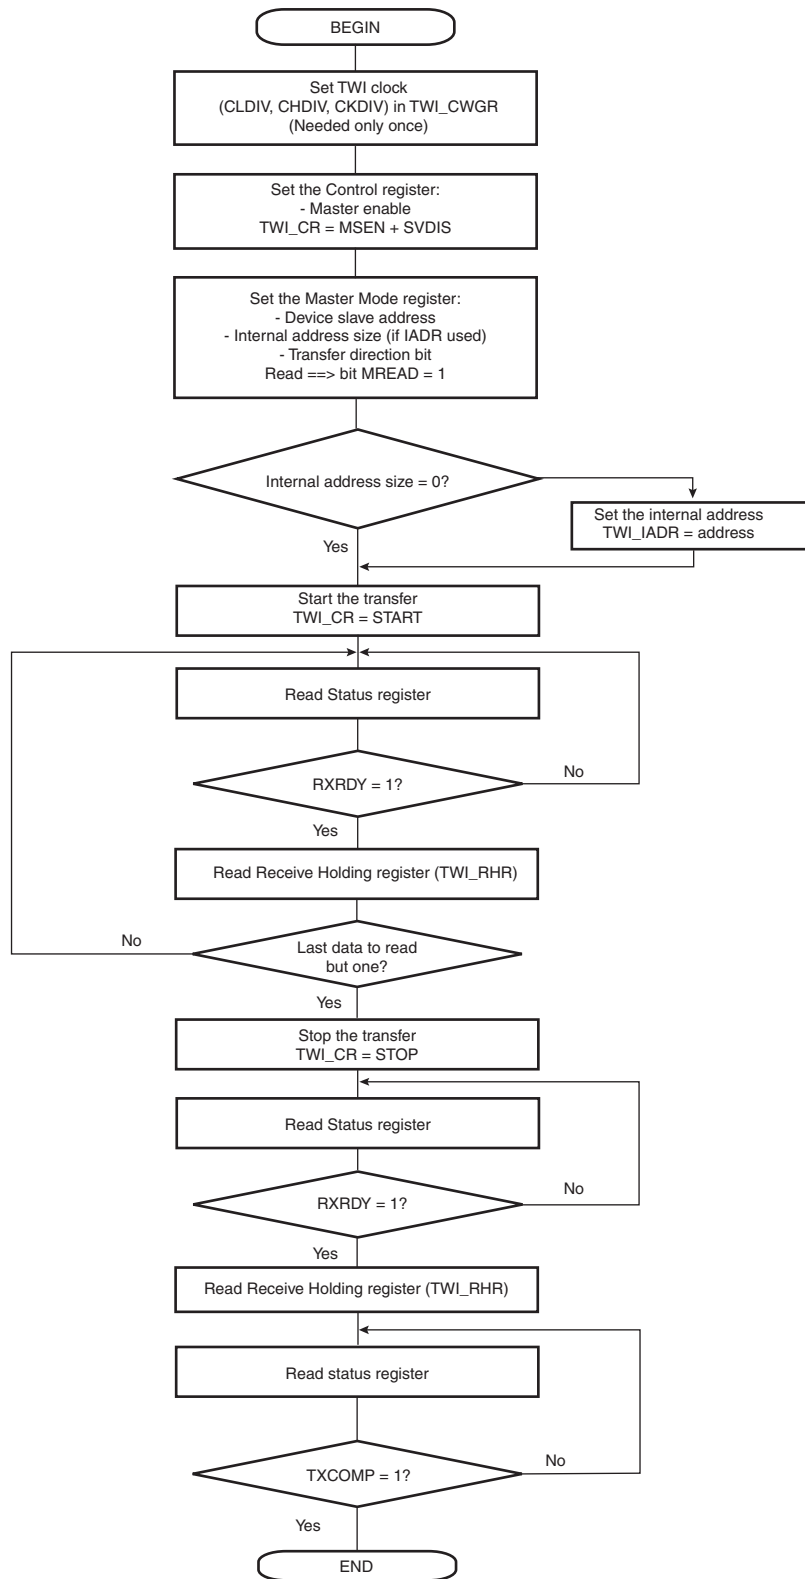 BEGIN
Set TWI clock
(CLDIV, CHDIV, CKDIV) in TWI_CWGR
(Needed only once)
Set the Control register:
- Master enable
TWI_CR = MSEN + SVDIS
Set the Master Mode register:
- Device slave address
- Internal address size (if IADR used)
- Transfer direction bit
Read ==> bit MREAD = 1
Internal address size = 0?
Set the internal address
TWI_IADR = address
Yes
Start the transfer
TWI_CR = START
Read Status register
RXRDY = 1?
No
Yes
Read Receive Holding register (TWI_RHR)
No
Last data to read
but one?
Yes
Stop the transfer
TWI_CR = STOP
Read Status register
RXRDY = 1?
No
Yes
Read Receive Holding register (TWI_RHR)
Read status register
TXCOMP = 1?
No
Yes
END